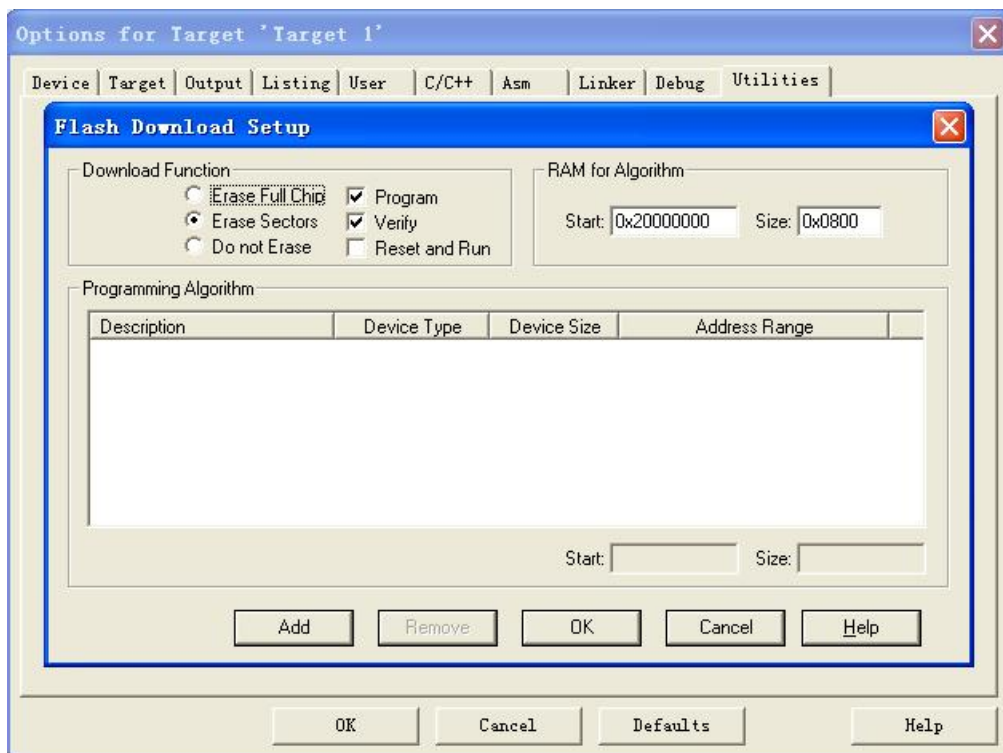 Options for Target 'Target 1'
Device Target Output Listing User C/C++ Asm Linker Debug Utilities
Flash Download Setup
Download Function
RAM for Algorithm
Erase Full Chip Program
Erase Sectors Verify
Start: 0x20000000 Size: 0x0800
Do not Erase Reset and Run
Programming Algorithm
Description Device Type Device Size Address Range
Start: Size:
Add Remove OK Cancel Help
OK Cancel Defaults Help